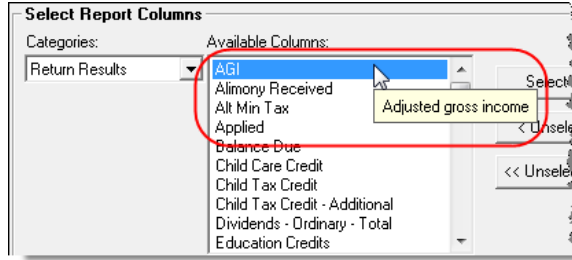 Select Report Columns
Categories:
Available Columns:
Return Results
AGI
Alimony Received
Alt Min Tax
Applied
Balance Due
Child Care Credit
Child Tax Credit
Child Tax Credit - Additional
Dividends - Ordinary - Total
Education Credits
Adjusted gross income
Select
<
<<